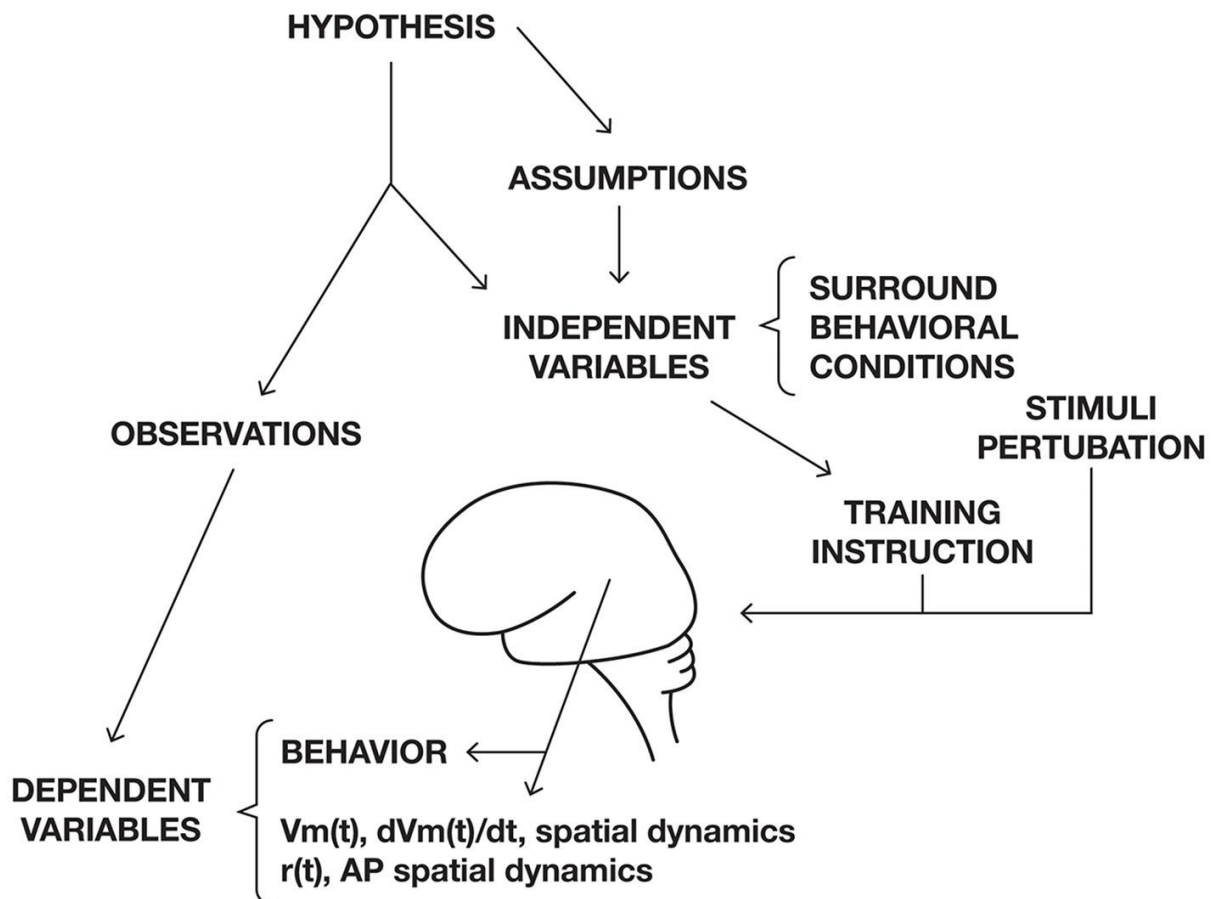 HYPOTHESIS
ASSUMPTIONS
INDEPENDENT
VARIABLES
SURROUND
BEHAVIORAL
CONDITIONS
STIMULI
PERTUBATION
OBSERVATIONS
TRAINING
INSTRUCTION
DEPENDENT
VARIABLES
BEHAVIOR
Vm(t), dVm(t)/dt, spatial dynamics
r(t), AP spatial dynamics